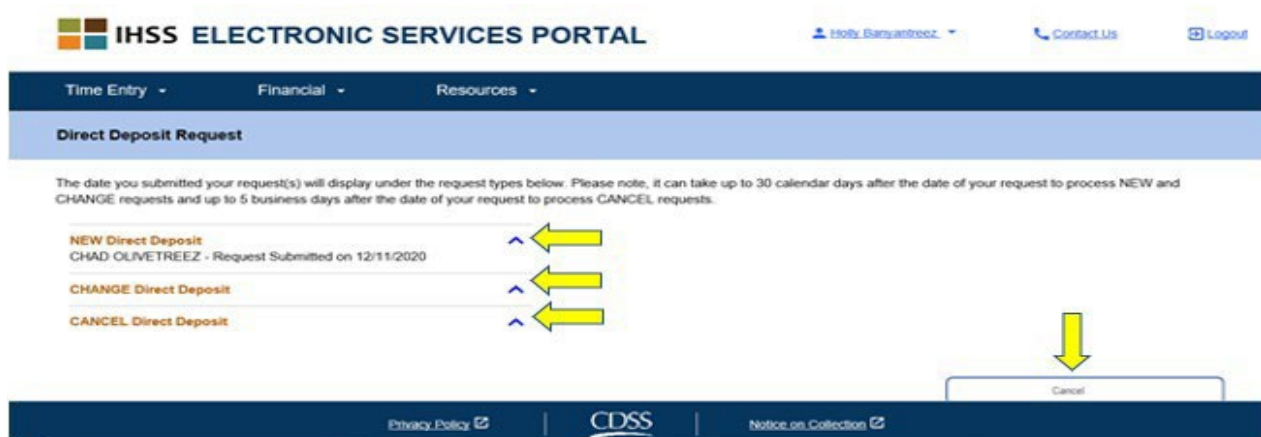 IHSS ELECTRONIC SERVICES PORTAL
Holly Banyantreez
Contact Us
Logout
Time Entry
Financial
Resources
Direct Deposit Request
The date you submitted your request(s) will display under the request types below. Please note, it can take up to 30 calendar days after the date of your request to process NEW and
CHANGE requests and up to 5 business days after the date of your request to process CANCEL requests.
NEW Direct Deposit
CHAD OLIVETREEZ - Request Submitted on 12/11/2020
CHANGE Direct Deposit
CANCEL Direct Deposit
Cancel
Privacy Policy
CDSS
Notice on Collection